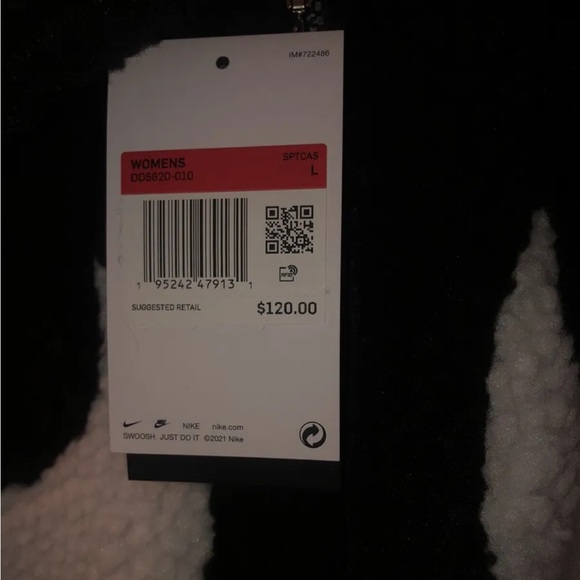 IM#722486
WOMENS SPTCAS
DD5620-010 L
1 95242 47913 1
RFID
SUGGESTED RETAIL $120.00
NIKE nike.com
SWOOSH JUST DO IT ©2021 Nike